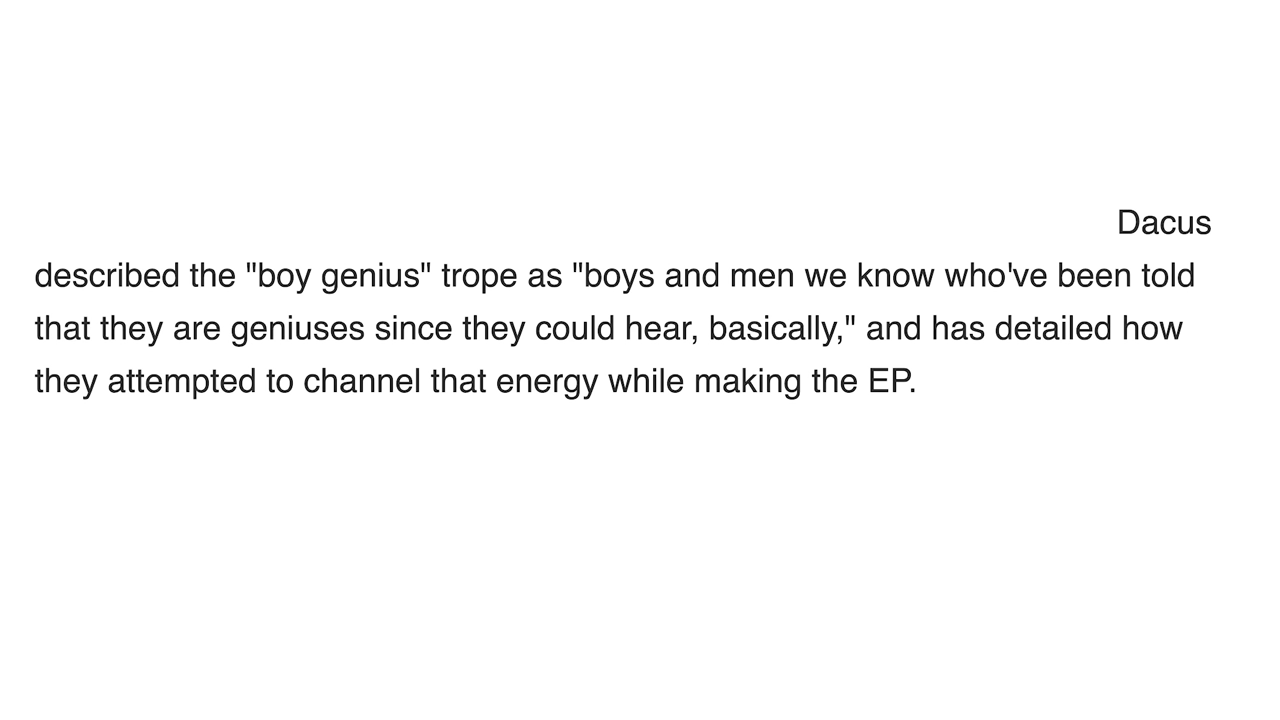 Dacus
described the "boy genius" trope as "boys and men we know who've been told
that they are geniuses since they could hear, basically," and has detailed how
they attempted to channel that energy while making the EP.